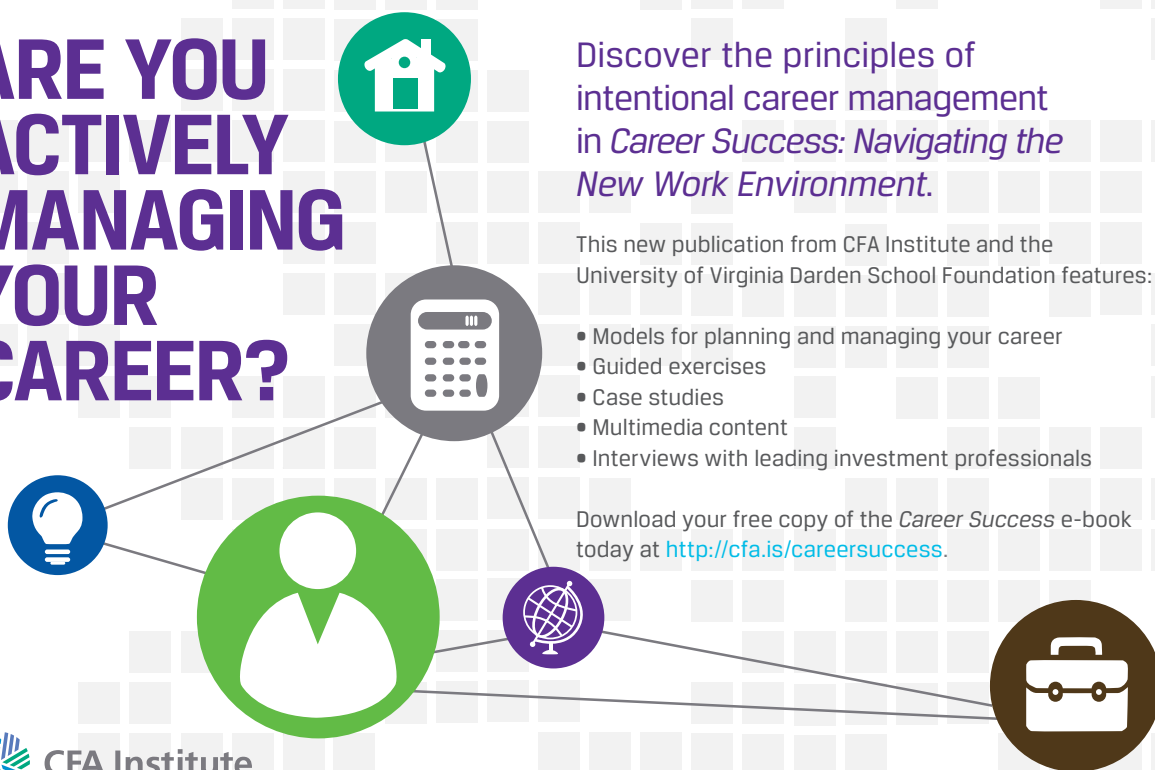 ARE YOU
ACTIVELY
MANAGING
YOUR
CAREER?
Discover the principles of
intentional career management
in Career Success: Navigating the
New Work Environment.
This new publication from CFA Institute and the
University of Virginia Darden School Foundation features:
• Models for planning and managing your career
• Guided exercises
• Case studies
• Multimedia content
• Interviews with leading investment professionals
Download your free copy of the Career Success e-book
today at http://cfa.is/careersuccess.
CFA Institute